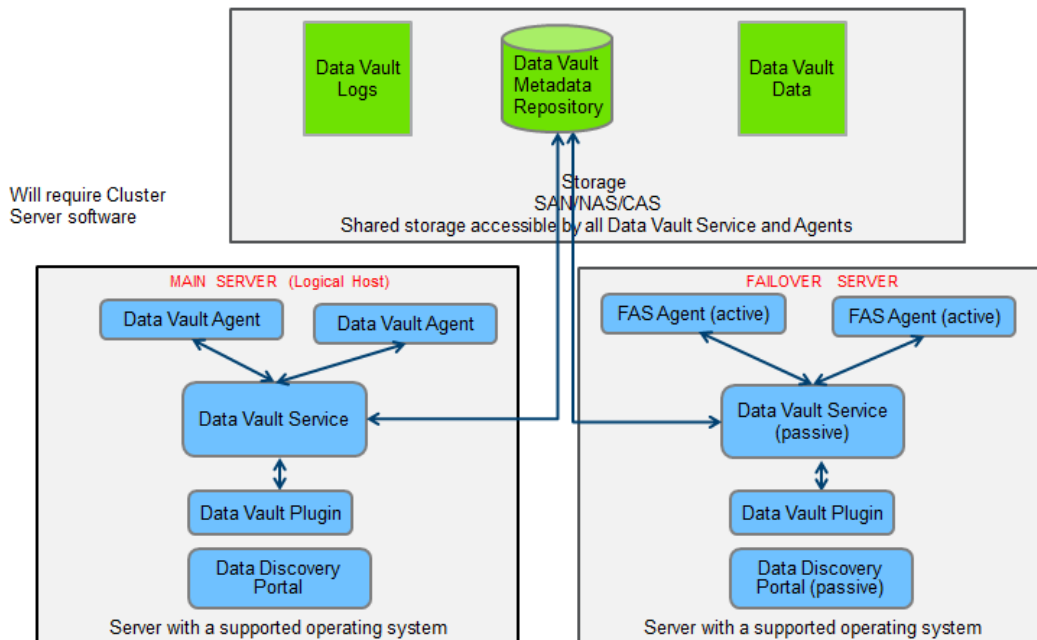 Data Vault
Logs
Data Vault
Metadata
Repository
Data Vault
Data
Will require Cluster
Server software
Storage
SAN/NAS/CAS
Shared storage accessible by all Data Vault Service and Agents
MAIN SERVER (Logical Host)
Data Vault Agent
Data Vault Agent
Data Vault Service
Data Vault Plugin
Data Discovery
Portal
Server with a supported operating system
FAILOVER SERVER
FAS Agent (active)
FAS Agent (active)
Data Vault Service
(passive)
Data Vault Plugin
Data Discovery
Portal (passive)
Server with a supported operating system